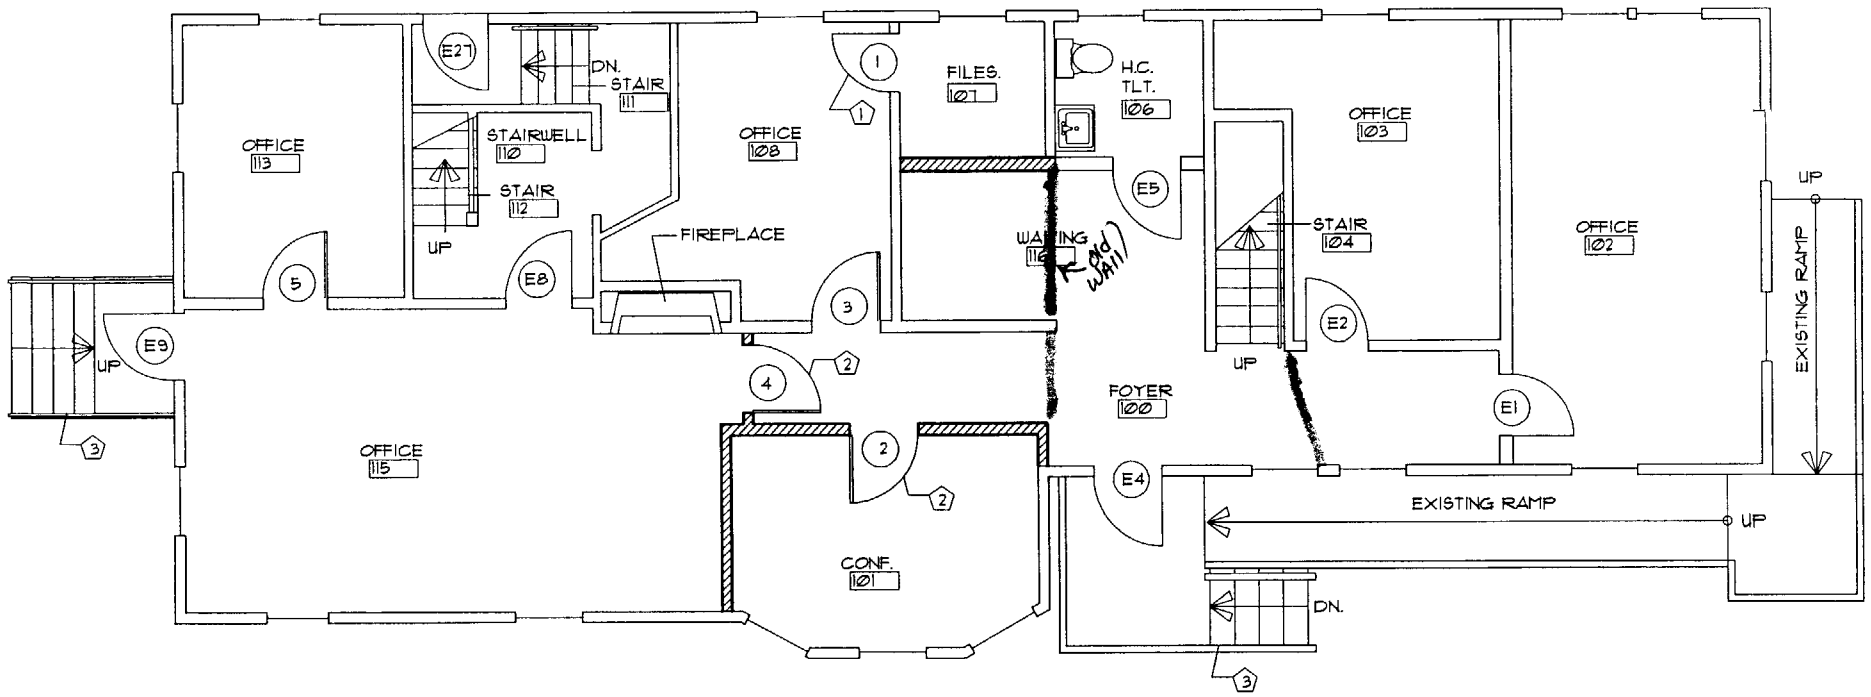 E27
DN.
STAIR
111
1
1
FILES.
107
H.C.
TLT.
106
OFFICE
103
OFFICE
113
STAIRWELL
110
OFFICE
108
STAIR
112
UP
FIREPLACE
E5
WAITING
116
OLD
WALL)
STAIR
104
OFFICE
102
UP
EXISTING RAMP
5
E8
3
E2
E9
UP
UP
4
2
FOYER
100
E1
3
OFFICE
115
2
2
E4
EXISTING RAMP
UP
CONF.
101
DN.
3